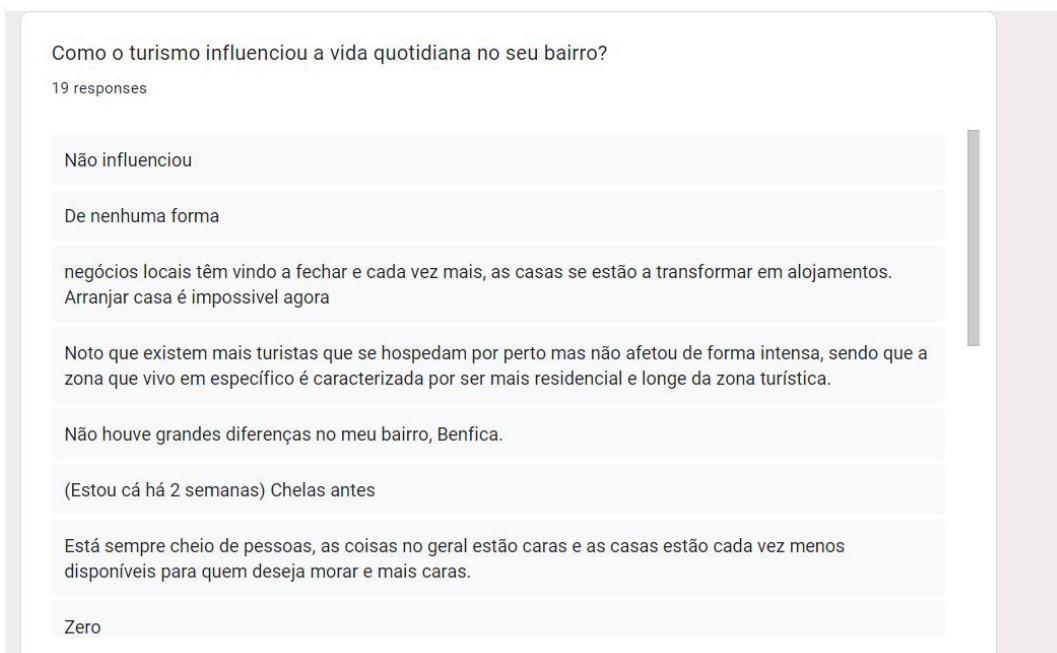 Como o turismo influenciou a vida quotidiana no seu bairro?
19 responses
Não influenciou
De nenhuma forma
negócios locais têm vindo a fechar e cada vez mais, as casas se estão a transformar em alojamentos.
Arranjar casa é impossivel agora
Noto que existem mais turistas que se hospedam por perto mas não afetou de forma intensa, sendo que a
zona que vivo em específico é caracterizada por ser mais residencial e longe da zona turística.
Não houve grandes diferenças no meu bairro, Benfica.
(Estou cá há 2 semanas) Chelas antes
Está sempre cheio de pessoas, as coisas no geral estão caras e as casas estão cada vez menos
disponíveis para quem deseja morar e mais caras.
Zero